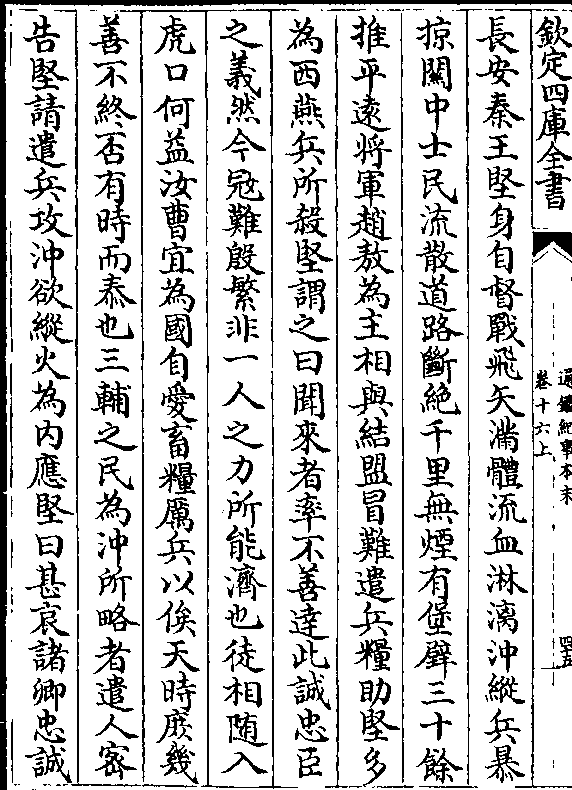 欽定四庫全書
通鑑紀事本末
卷十六上
四五
長安秦王堅身自督戰飛矢滿體流血淋漓沖縱兵暴
掠關中士民流散道路斷絶千里無煙有堡壁三十餘
推平逺將軍趙敖為主相與結盟冒難遣兵糧助堅多
為西燕兵所殺堅謂之曰聞來者率不善達此誠忠臣
之義然今宼難殷繁非一人之力所能濟也徒相随入
虎口何益汝曹宜為國自愛畜糧厲兵以俟天時庶幾
善不終否有時而泰也三輔之民為沖所略者遣人宻
告堅請遣兵攻沖欲縱火為内應堅曰甚哀諸卿忠誠